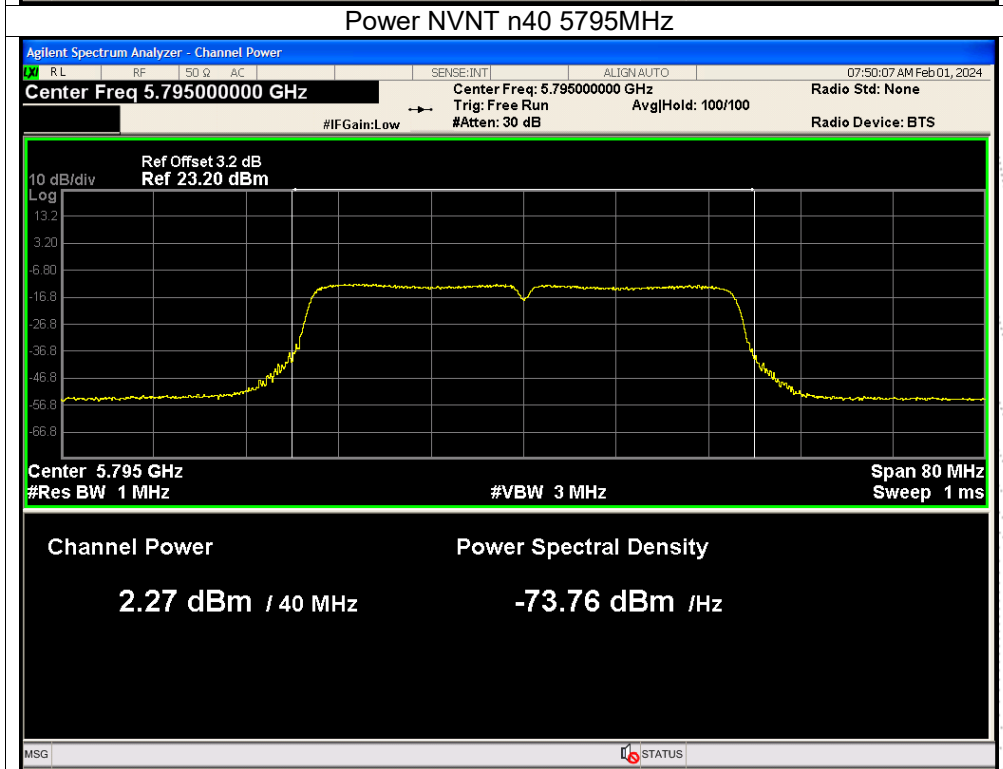 Power NVNT n40 5795MHz
Agilent Spectrum Analyzer - Channel Power
LXI RL RF 50 Ω AC SENSE:INT ALIGNAUTO 07:50:07 AM Feb 01, 2024
Center Freq 5.795000000 GHz
Center Freq: 5.795000000 GHz
Radio Std: None
Trig: Free Run Avg|Hold: 100/100
#IFGain:Low #Atten: 30 dB Radio Device: BTS
Ref Offset 3.2 dB
10 dB/div Ref 23.20 dBm
Log
13.2
3.20
-6.80
-16.8
-26.8
-36.8
-46.8
-56.8
-66.8
Center 5.795 GHz Span 80 MHz
#Res BW 1 MHz #VBW 3 MHz Sweep 1 ms
Channel Power Power Spectral Density
2.27 dBm / 40 MHz -73.76 dBm /Hz
MSG STATUS